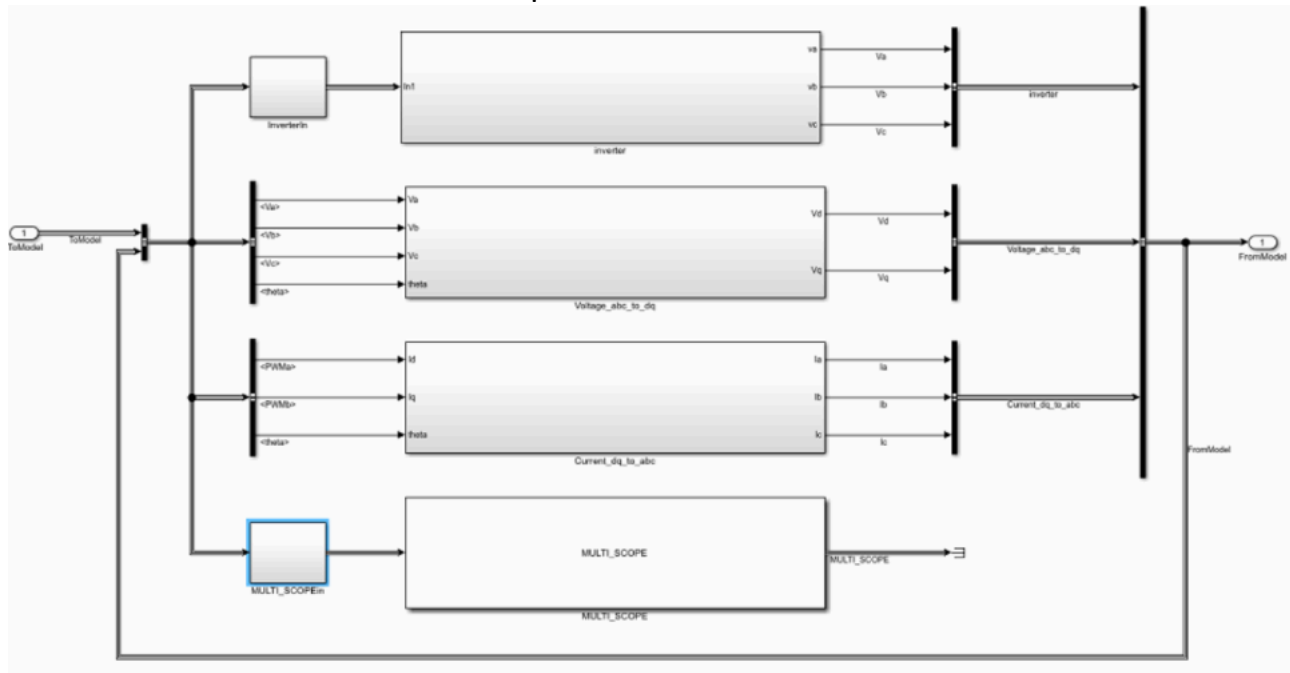 InverterIn
In1
va
vb
vc
inverter
Va
Vb
Vc
inverter
1
ToModel
ToModel
<Va>
<Vb>
<Vc>
<theta>
Va
Vb
Vc
theta
Vd
Vq
Voltage_abc_to_dq
Vd
Vq
Voltage_abc_to_dq
1
FromModel
<PWMa>
<PWMb>
<theta>
Id
Iq
theta
Ia
Ib
Ic
Current_dq_to_abc
Ia
Ib
Ic
Current_dq_to_abc
FromModel
MULTI_SCOPEin
MULTI_SCOPE
MULTI_SCOPE
MULTI_SCOPE